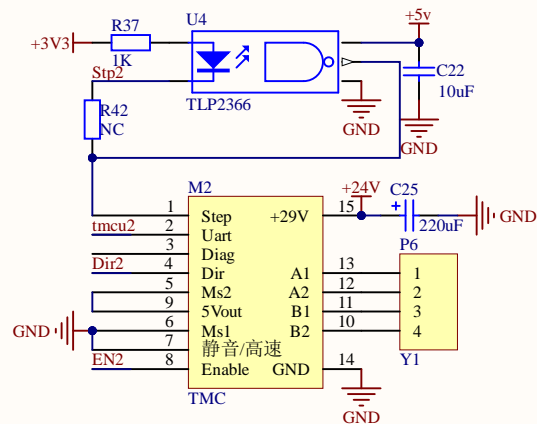 R37
U4
+5v
+3V3
1K
Stp2
C22
10uF
R42
NC
TLP2366
GND
GND
M2
+24V
C25
1
Step
+29V
15
220uF
GND
tmcu2
2
Uart
P6
3
Diag
Dir2
4
Dir
A1
13
1
5
Ms2
A2
12
2
9
5Vout
B1
11
3
GND
6
Ms1
B2
10
4
7
静音/高速
EN2
8
Enable
GND
14
Y1
TMC
GND